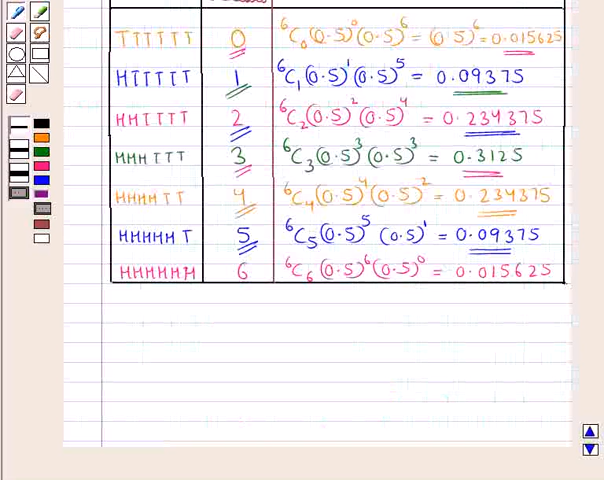 TTTTTT 0 ⁶C₀(0.5)⁰(0.5)⁶ = (0.5)⁶ = 0.015625
HTTTTT 1 ⁶C₁(0.5)¹(0.5)⁵ = 0.09375
HHTTTT 2 ⁶C₂(0.5)²(0.5)⁴ = 0.234375
HHHTTT 3 ⁶C₃(0.5)³(0.5)³ = 0.3125
HHHHTT 4 ⁶C₄(0.5)⁴(0.5)² = 0.234375
HHHHHT 5 ⁶C₅(0.5)⁵ (0.5)¹ = 0.09375
HHHHHH 6 ⁶C₆(0.5)⁶(0.5)⁰ = 0.015625